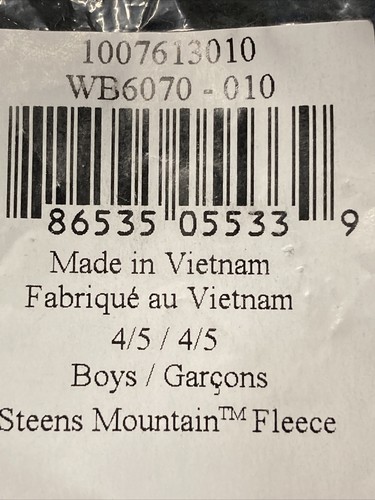 1007613010
WB6070 - 010
86535 05533 9
Made in Vietnam
Fabriqué au Vietnam
4/5 / 4/5
Boys / Garçons
Steens Mountain™ Fleece